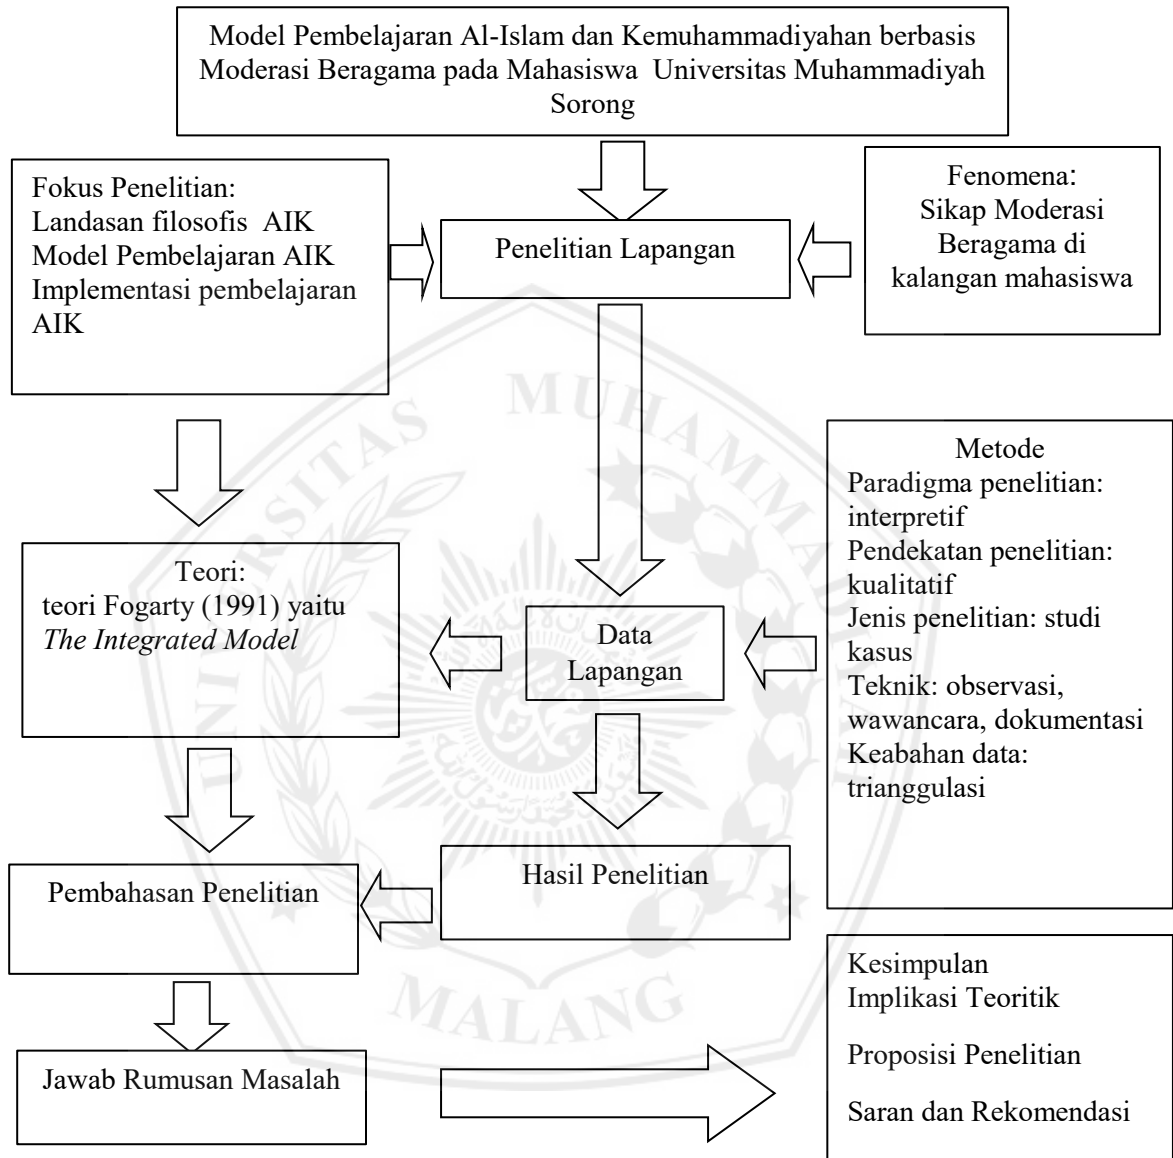 Model Pembelajaran Al-Islam dan Kemuhammadiyahan berbasis
Moderasi Beragama pada Mahasiswa Universitas Muhammadiyah
Sorong
Fokus Penelitian:
Landasan filosofis AIK
Model Pembelajaran AIK
Implementasi pembelajaran
AIK
Penelitian Lapangan
Fenomena:
Sikap Moderasi
Beragama di
kalangan mahasiswa
Metode
Paradigma penelitian:
interpretif
Pendekatan penelitian:
kualitatif
Jenis penelitian: studi
kasus
Teknik: observasi,
wawancara, dokumentasi
Keabahan data:
trianggulasi
Teori:
teori Fogarty (1991) yaitu
The Integrated Model
Data
Lapangan
Hasil Penelitian
Pembahasan Penelitian
Jawab Rumusan Masalah
Kesimpulan
Implikasi Teoritik
Proposisi Penelitian
Saran dan Rekomendasi
UNIVERSITAS MUHAMMADIYAH
MALANG